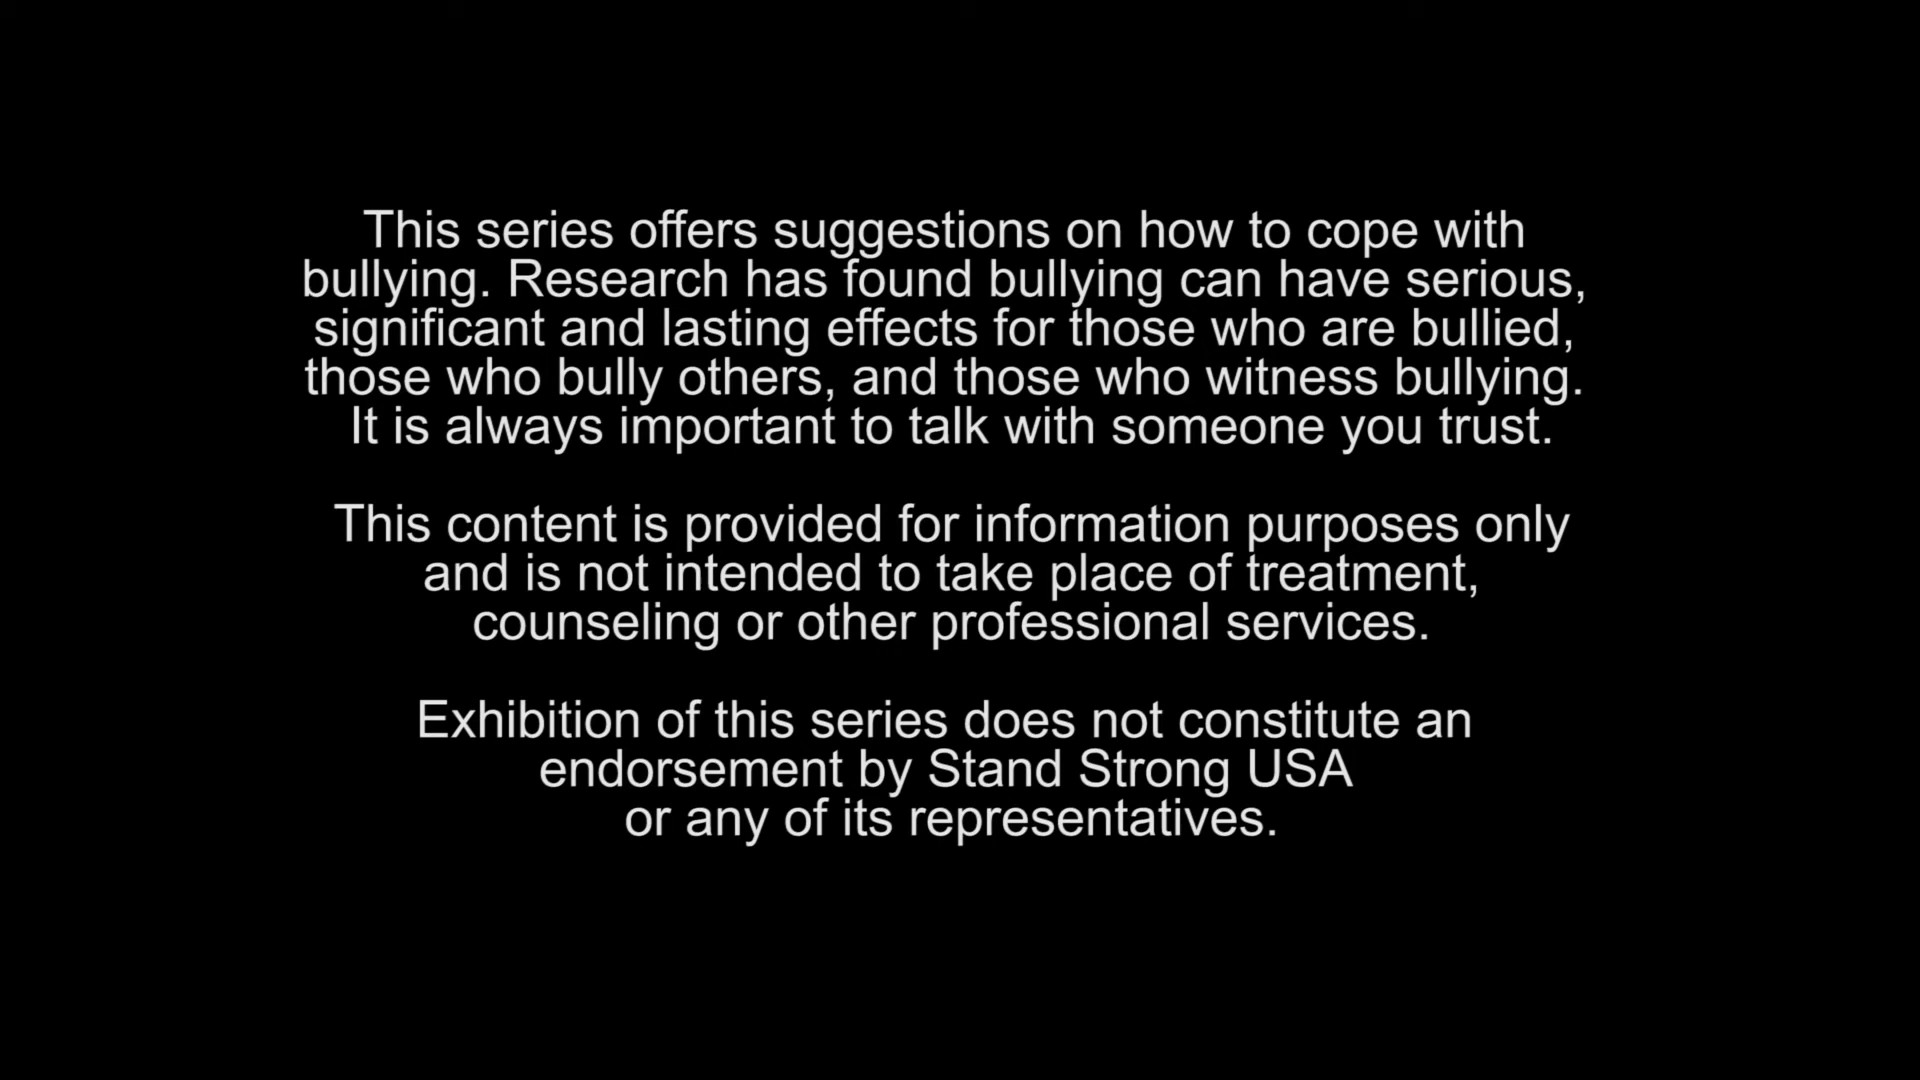 This series offers suggestions on how to cope with
bullying. Research has found bullying can have serious,
significant and lasting effects for those who are bullied,
those who bully others, and those who witness bullying.
It is always important to talk with someone you trust.
This content is provided for information purposes only
and is not intended to take place of treatment,
counseling or other professional services.
Exhibition of this series does not constitute an
endorsement by Stand Strong USA
or any of its representatives.